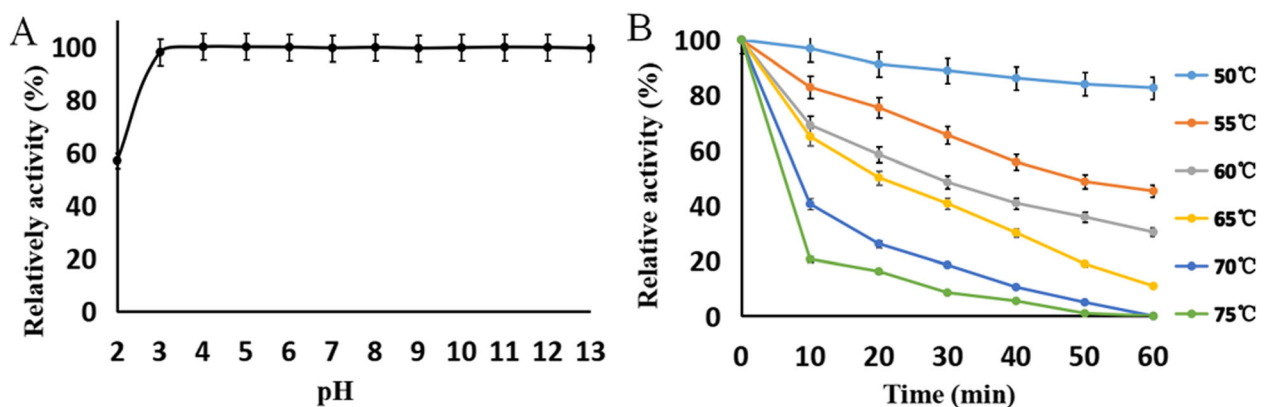 A
Relatively activity (%)
100
80
60
40
20
0
2 3 4 5 6 7 8 9 10 11 12 13
pH
B
Relative activity (%)
100
80
60
40
20
0
0 10 20 30 40 50 60
Time (min)
50℃
55℃
60℃
65℃
70℃
75℃